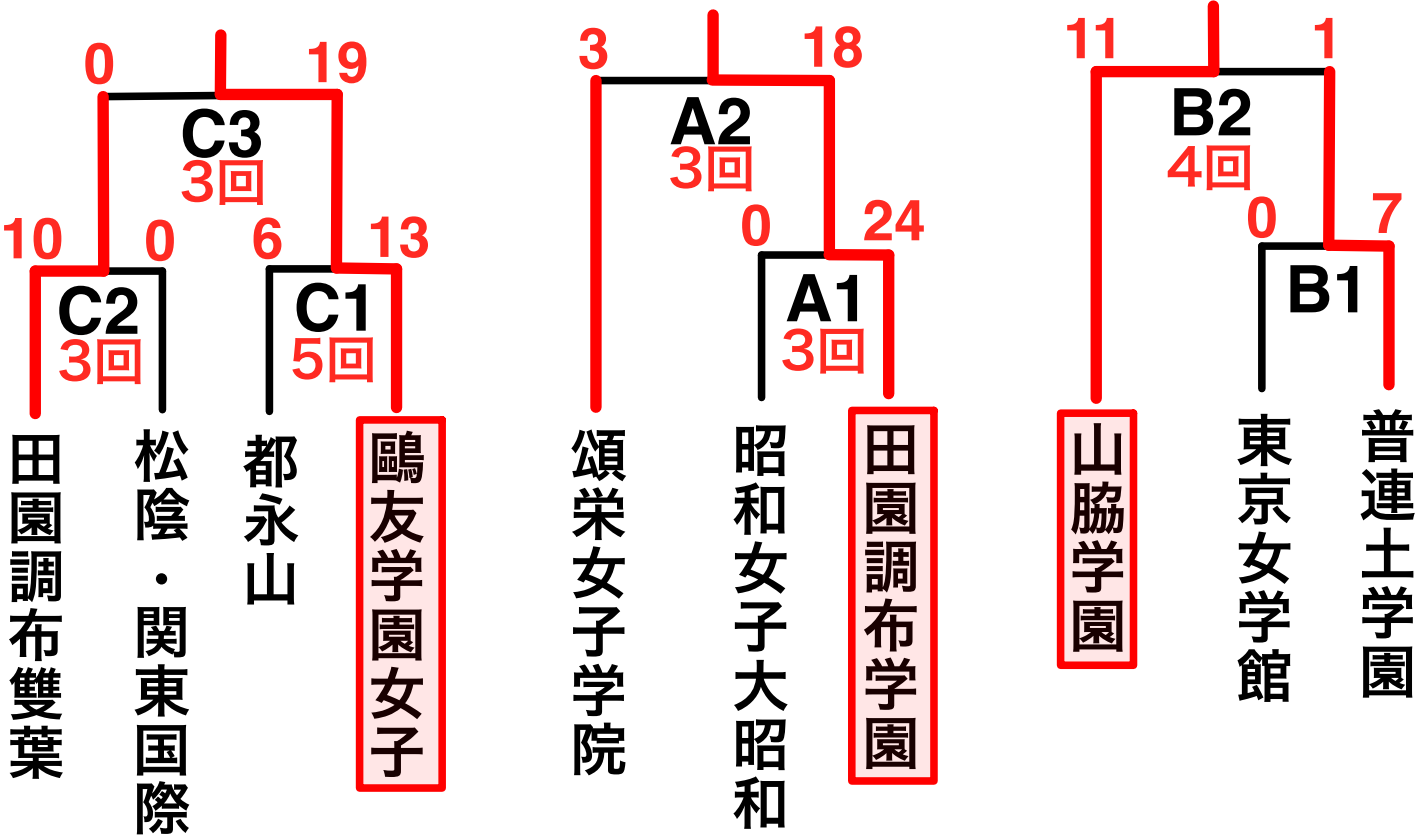 0
19
C3
3回
10
0
6
13
C2
3回
C1
5回
田園調布雙葉
松陰・関東国際
都永山
鷗友学園女子
3
18
A2
3回
0
24
A1
3回
頌栄女子学院
昭和女子大昭和
田園調布学園
11
1
B2
4回
0
7
B1
山脇学園
東京女学館
普連土学園